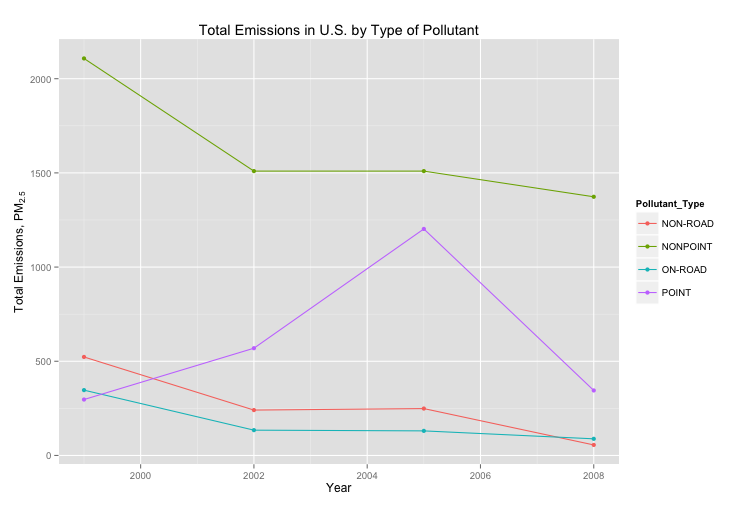 Total Emissions in U.S. by Type of Pollutant
Total Emissions, PM2.5
2000
1500
1000
500
0
2000 2002 2004 2006 2008
Year
Pollutant_Type
NON-ROAD
NONPOINT
ON-ROAD
POINT